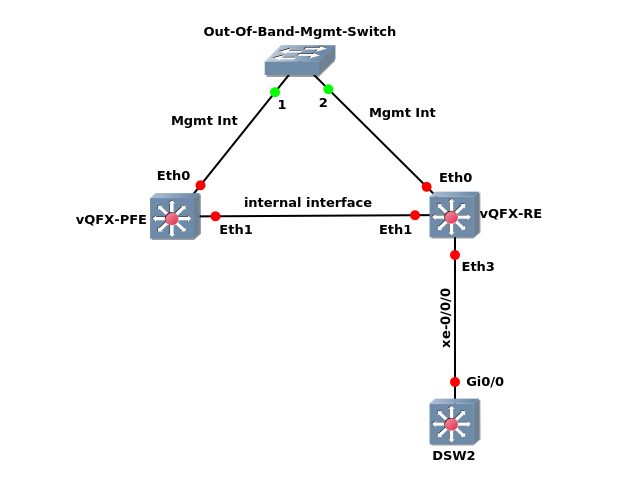 Out-Of-Band-Mgmt-Switch
1
2
Mgmt Int
Mgmt Int
Eth0
Eth0
vQFX-PFE
internal interface
vQFX-RE
Eth1
Eth1
Eth3
xe-0/0/0
Gi0/0
DSW2